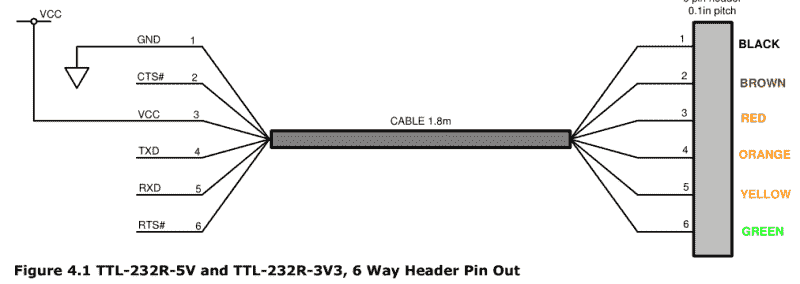 0.1in pitch
VCC
GND 1
1 BLACK
CTS# 2
2 BROWN
VCC 3
3 RED
CABLE 1.8m
TXD 4
4 ORANGE
RXD 5
5 YELLOW
RTS# 6
6 GREEN
Figure 4.1 TTL-232R-5V and TTL-232R-3V3, 6 Way Header Pin Out